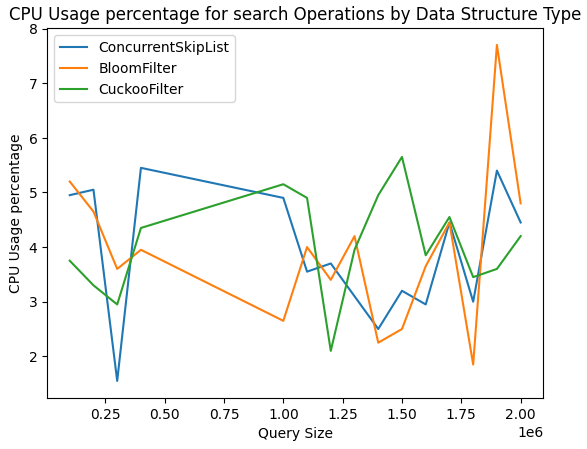 CPU Usage percentage for search Operations by Data Structure Type
ConcurrentSkipList
BloomFilter
CuckooFilter
CPU Usage percentage
8
7
6
5
4
3
2
0.25 0.50 0.75 1.00 1.25 1.50 1.75 2.00
1e6
Query Size